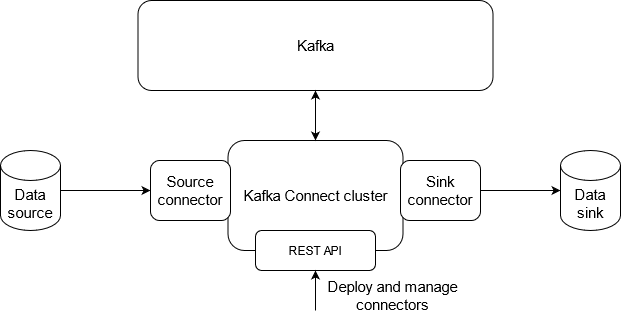 Kafka
Data
source
Source
connector
Kafka Connect cluster
Sink
connector
Data
sink
REST API
Deploy and manage
connectors